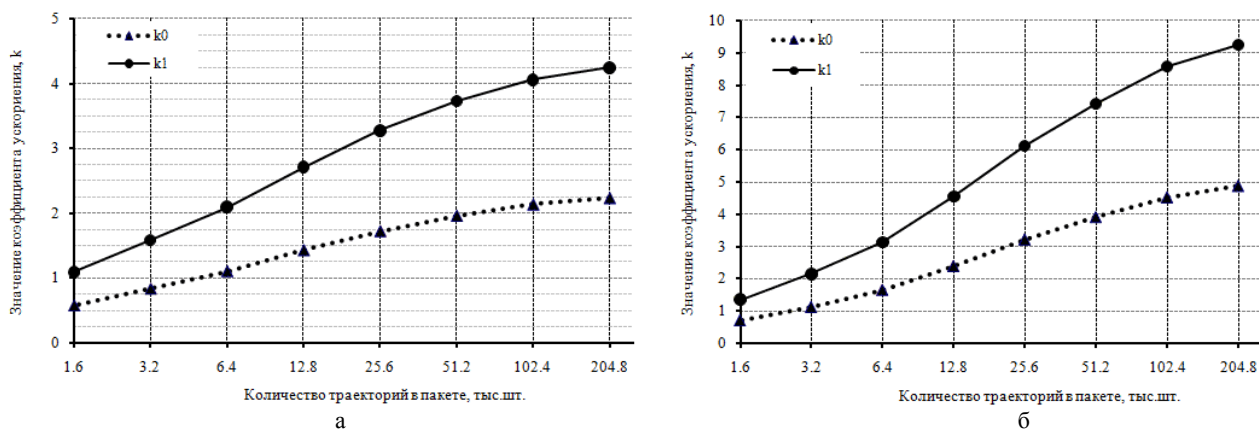 Значение коэффициента ускориения, k
5
4
3
2
1
0
k0
k1
1.6 3.2 6.4 12.8 25.6 51.2 102.4 204.8
Количество траекторий в пакете, тыс.шт.
а
Значение коэффициента ускориения, k
10
9
8
7
6
5
4
3
2
1
0
k0
k1
1.6 3.2 6.4 12.8 25.6 51.2 102.4 204.8
Количество траекторий в пакете, тыс.шт.
б